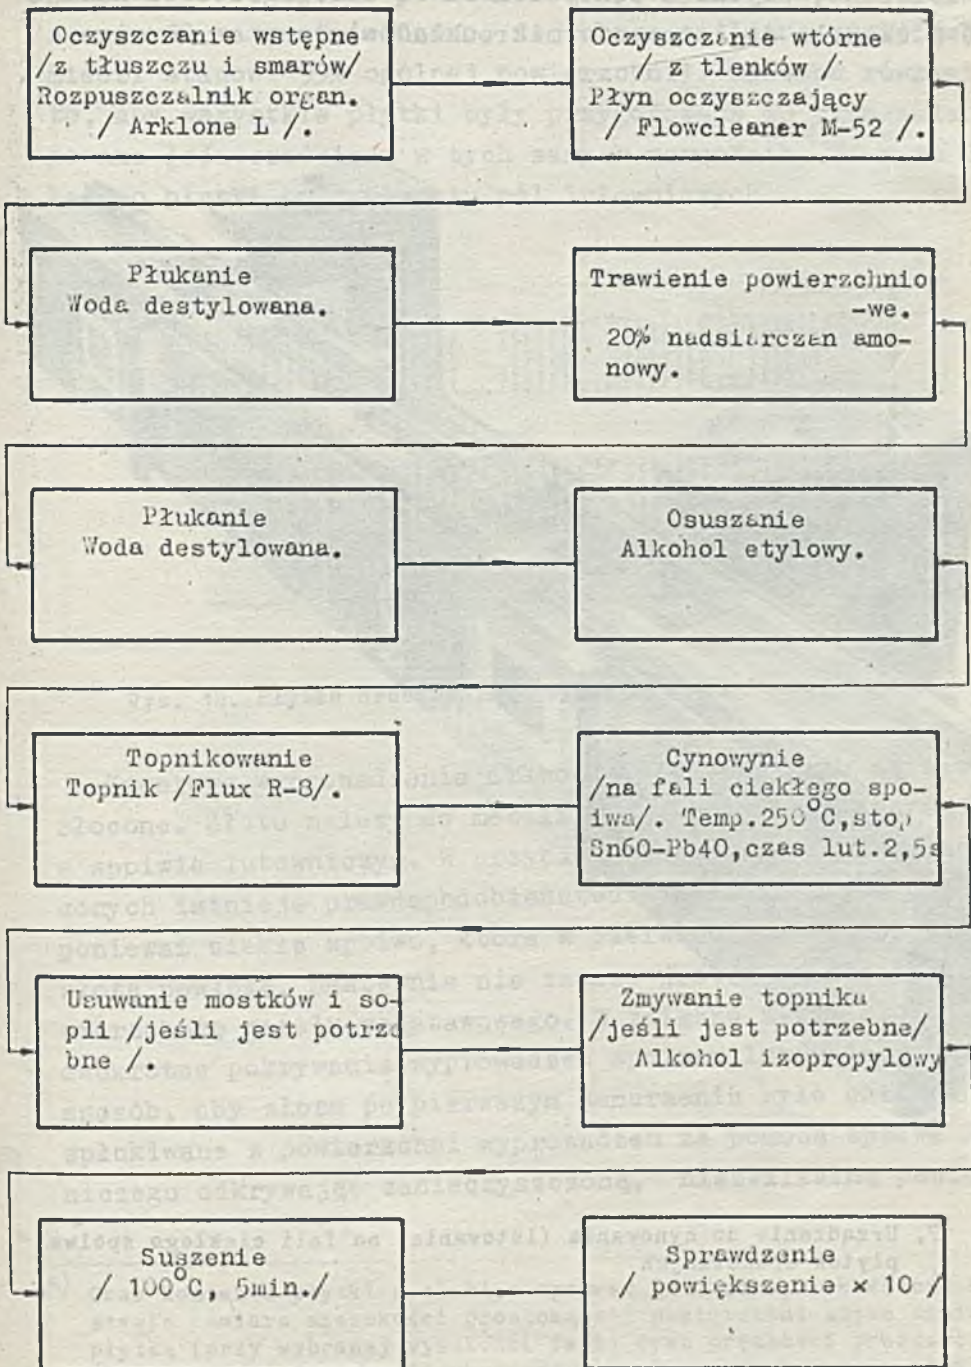 Oczyszczanie wstępne
/z tłuszczu i smarów/
Rozpuszczalnik organ.
/ Arklone L /.
Oczyszczanie wtórne
/ z tlenków /
Płyn oczyszczający
/ Flowcleaner M-52 /.
Płukanie
Woda destylowana.
Trawienie powierzchnio
-we.
20% nadsiarczan amo-
nowy.
Płukanie
Woda destylowana.
Osuszanie
Alkohol etylowy.
Topnikowanie
Topnik /Flux R-8/.
Cynowynie
/na fali ciekłego spo-
iwa/. Temp.250°C,stop
Sn60-Pb40,czas lut.2,5s
Usuwanie mostków i so-
pli /jeśli jest potrze
bne /.
Zmywanie topnika
/jeśli jest potrzebne/
Alkohol izopropylowy
Suszenie
/ 100°C, 5min./
Sprawdzenie
/ powiększenie × 10 /